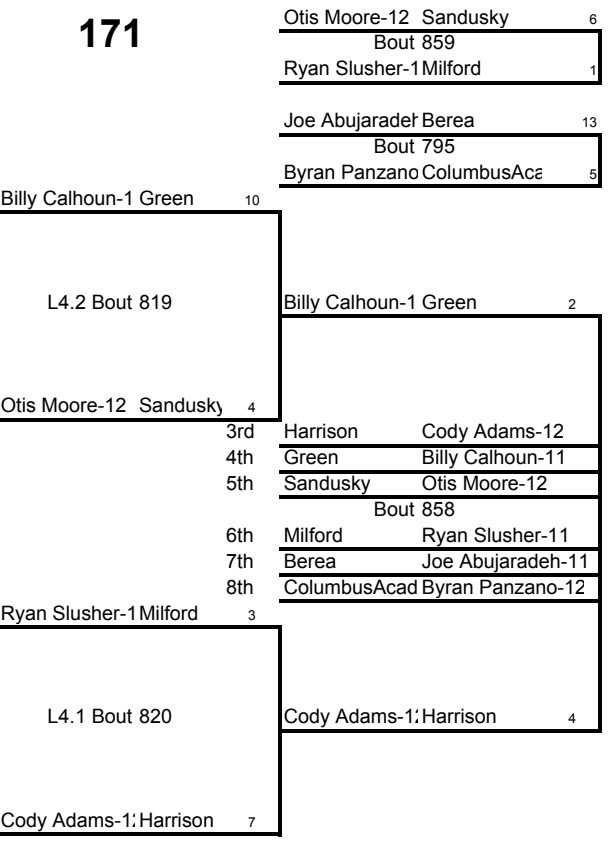 171
Otis Moore-12 Sandusky 6
Bout 859
Ryan Slusher-1 Milford 1
Joe Abujaradeh Berea 13
Bout 795
Byran Panzano ColumbusAca 5
Billy Calhoun-1 Green 10
L4.2 Bout 819
Billy Calhoun-1 Green 2
Otis Moore-12 Sandusky 4
3rd Harrison Cody Adams-12
4th Green Billy Calhoun-11
5th Sandusky Otis Moore-12
Bout 858
6th Milford Ryan Slusher-11
7th Berea Joe Abujaradeh-11
8th ColumbusAcad Byran Panzano-12
Ryan Slusher-1 Milford 3
L4.1 Bout 820
Cody Adams-12 Harrison 4
Cody Adams-12 Harrison 7